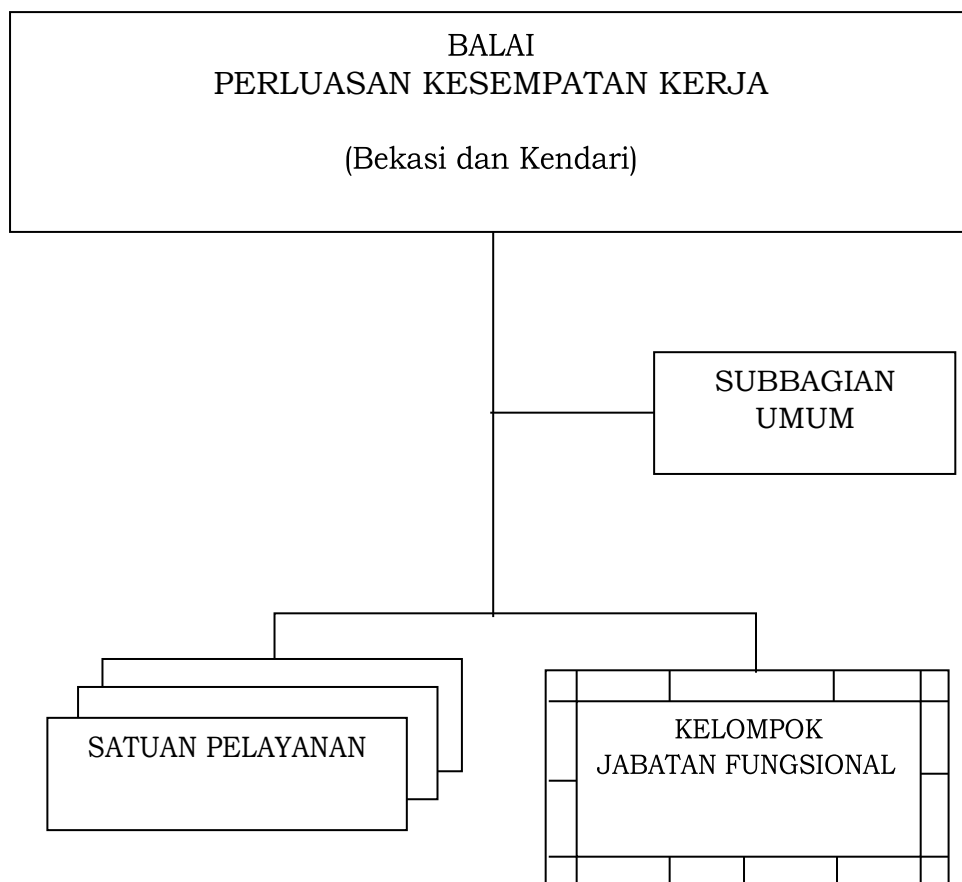 BALAI
PERLUASAN KESEMPATAN KERJA
(Bekasi dan Kendari)
SUBBAGIAN
UMUM
SATUAN PELAYANAN
KELOMPOK
JABATAN FUNGSIONAL